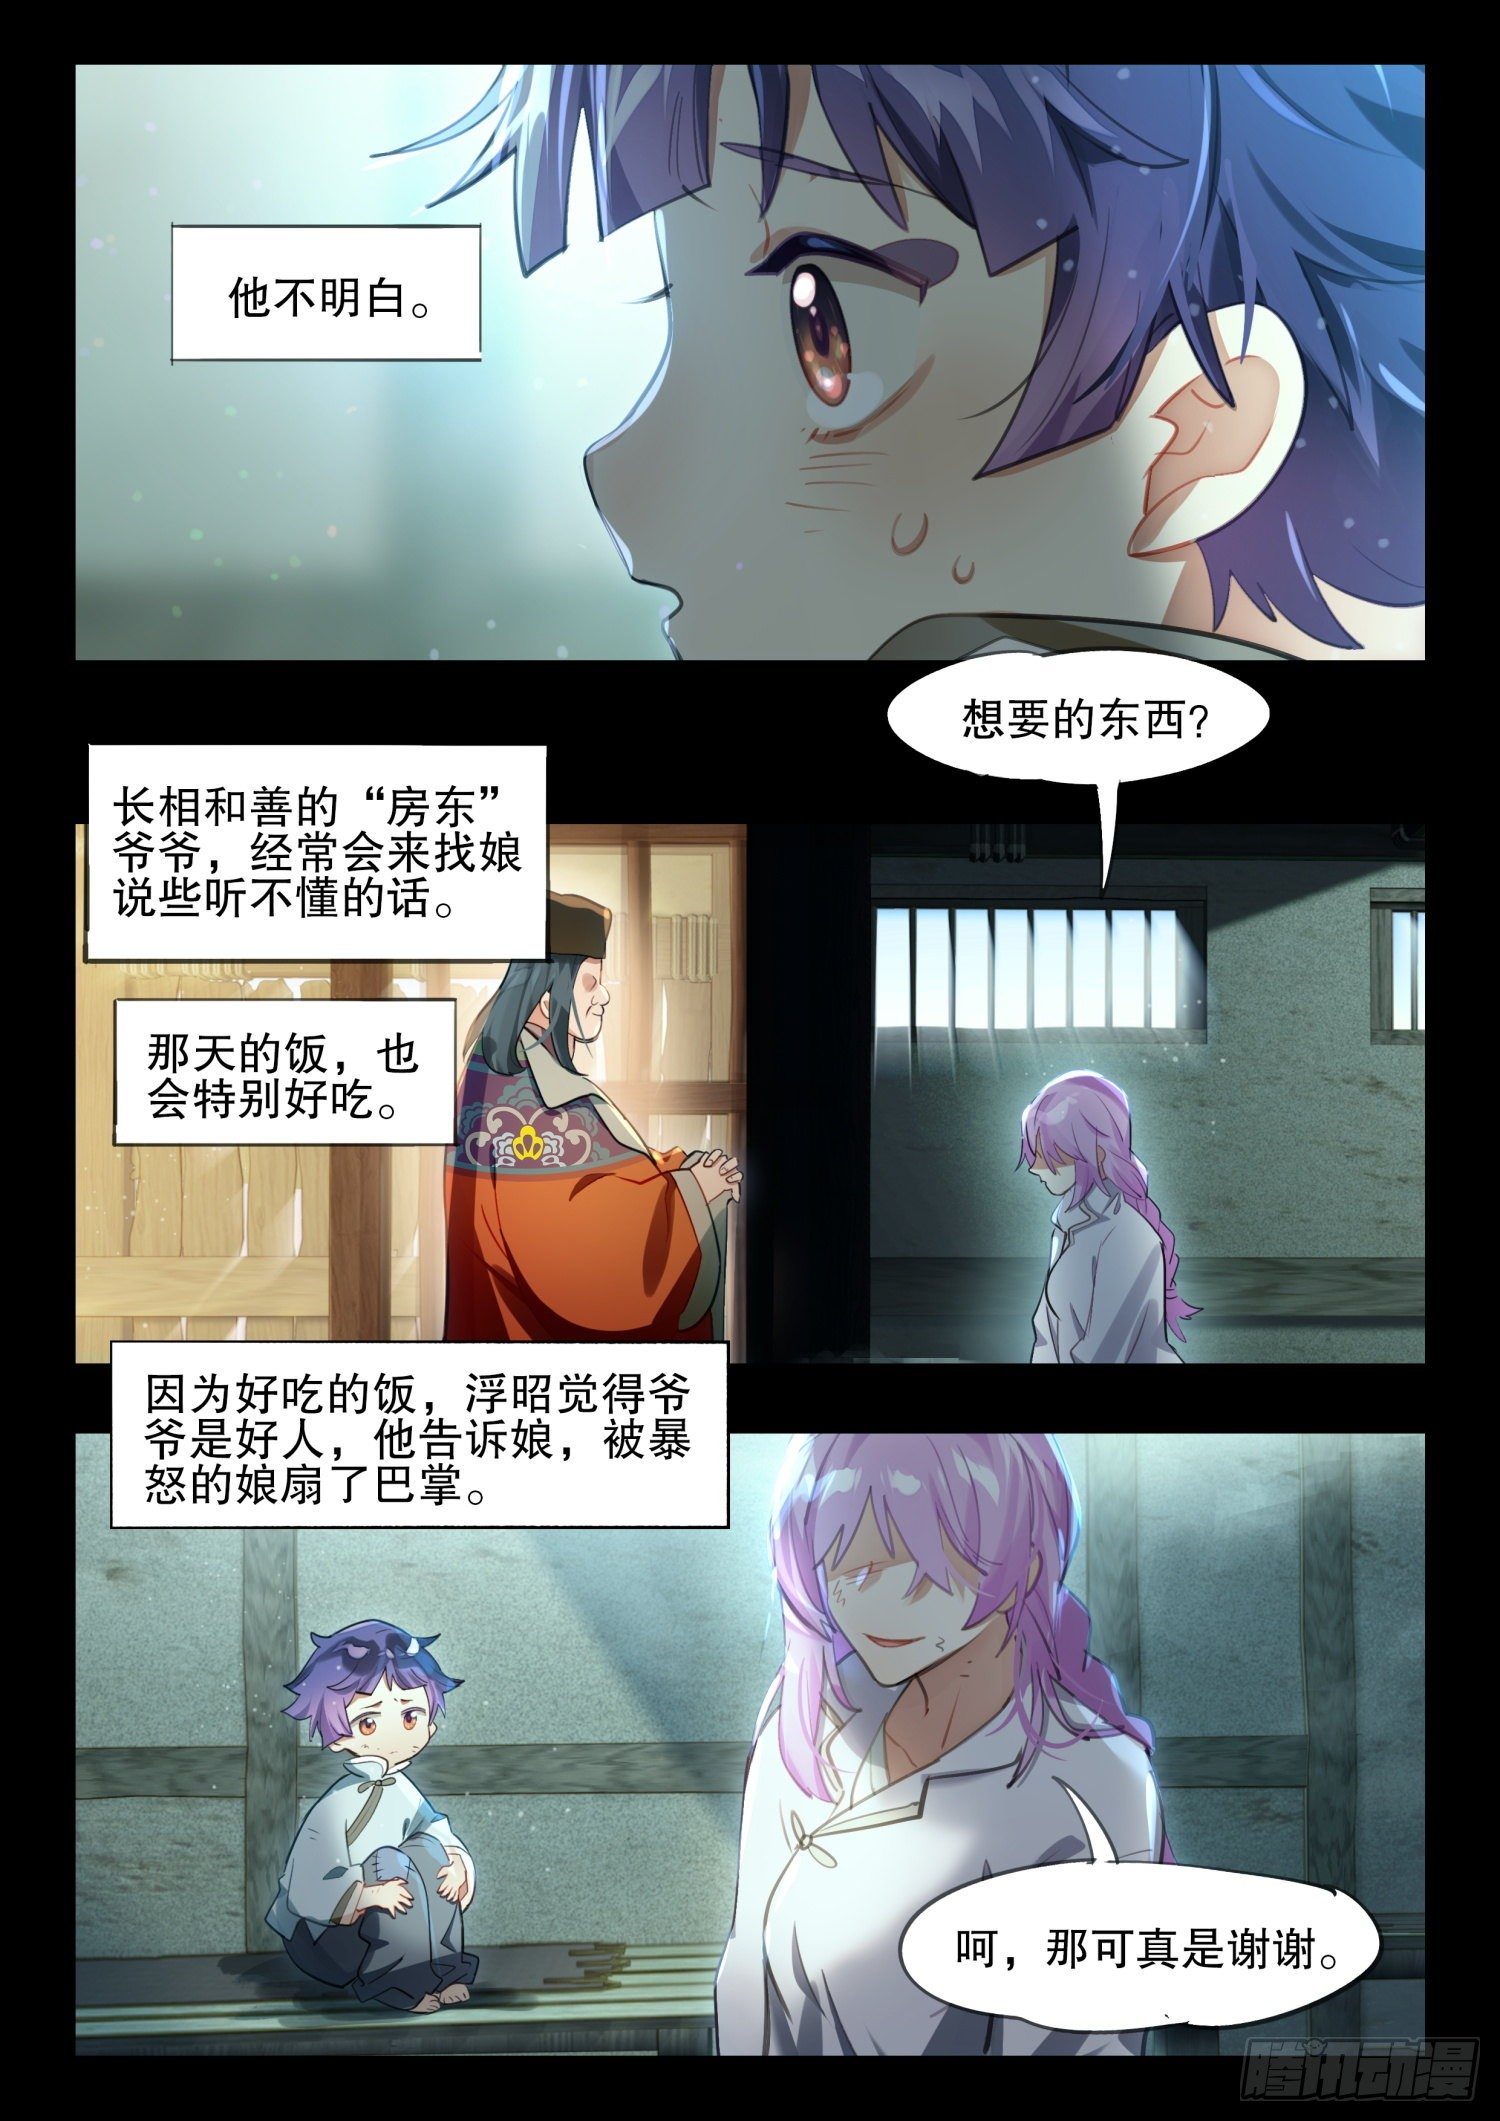 他不明白。
想要的东西?
长相和善的“房东”
爷爷，经常会来找娘
说些听不懂的话。
那天的饭，也
会特别好吃。
因为好吃的饭，浮昭觉得爷
爷是好人，他告诉娘，被暴
怒的娘扇了巴掌。
呵，那可真是谢谢。
腾讯动漫